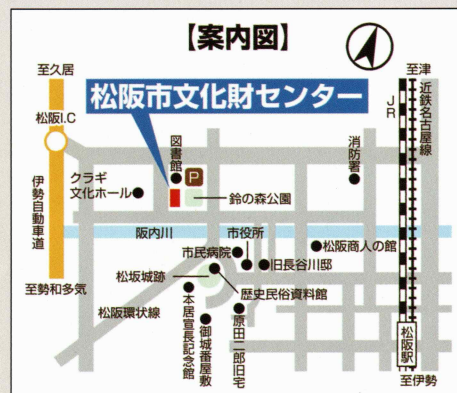 【案内図】
至久居
至津
松阪市文化財センター
近鉄名古屋線
JR
松阪I.C
図書館
消防署
P
クラギ
文化ホール
鈴の森公園
伊勢自動車道
阪内川
市役所
市民病院
松阪商人の館
旧長谷川邸
松坂城跡
至勢和多気
歴史民俗資料館
松阪環状線
本居宣長記念館
御城番屋敷
原田二郎旧宅
松阪駅
至伊勢